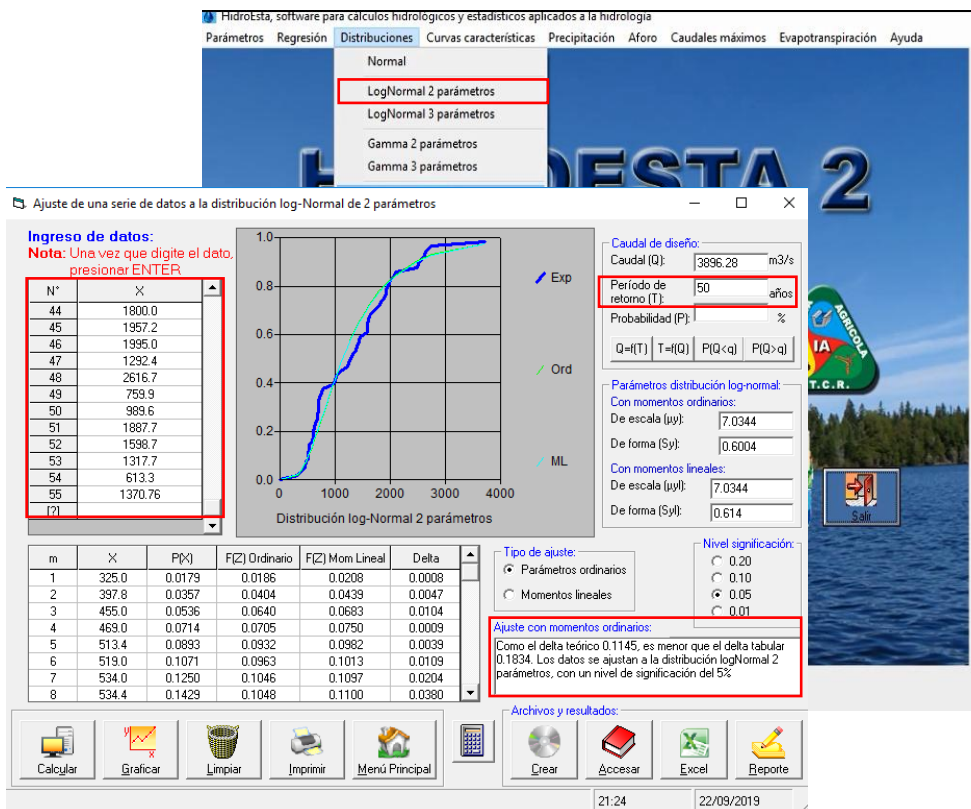 HidroEsta, software para cálculos hidrológicos y estadísticos aplicados a la hidrología
Parámetros Regresión Distribuciones Curvas características Precipitación Aforo Caudales máximos Evapotranspiración Ayuda
Normal
LogNormal 2 parámetros
LogNormal 3 parámetros
Gamma 2 parámetros
Gamma 3 parámetros
2
AGRICOLA
IA
T.C.R.
Salir
Ajuste de una serie de datos a la distribución log-Normal de 2 parámetros
Ingreso de datos:
Nota: Una vez que digite el dato,
presionar ENTER
N° X
44 1800.0
45 1957.2
46 1995.0
47 1292.4
48 2616.7
49 759.9
50 989.6
51 1887.7
52 1598.7
53 1317.7
54 613.3
55 1370.76
[?]
1.0
0.8
0.6
0.4
0.2
0.0
0 1000 2000 3000 4000
Distribución log-Normal 2 parámetros
Exp
Ord
ML
Caudal de diseño:
Caudal (Q): 3896.28 m3/s
Período de
retorno (T): 50 años
Probabilidad (P): %
Q=f(T) T=f(Q) P(Q<q) P(Q>q)
Parámetros distribución log-normal:
Con momentos ordinarios:
De escala (µy): 7.0344
De forma (Sy): 0.6004
Con momentos lineales:
De escala (µyl): 7.0344
De forma (Syl): 0.614
m X P(X) F(Z) Ordinario F(Z) Mom Lineal Delta
1 325.0 0.0179 0.0186 0.0208 0.0008
2 397.8 0.0357 0.0404 0.0439 0.0047
3 455.0 0.0536 0.0640 0.0683 0.0104
4 469.0 0.0714 0.0705 0.0750 0.0009
5 513.4 0.0893 0.0932 0.0982 0.0039
6 519.0 0.1071 0.0963 0.1013 0.0109
7 534.0 0.1250 0.1046 0.1097 0.0204
8 534.4 0.1429 0.1048 0.1100 0.0380
Tipo de ajuste:
Parámetros ordinarios
Momentos lineales
Nivel significación:
0.20
0.10
0.05
0.01
Ajuste con momentos ordinarios:
Como el delta teórico 0.1145, es menor que el delta tabular
0.1834. Los datos se ajustan a la distribución logNormal 2
parámetros, con un nivel de significación del 5%
Calcular Graficar Limpiar Imprimir Menú Principal
Archivos y resultados:
Crear Accesar Excel Reporte
21:24 22/09/2019